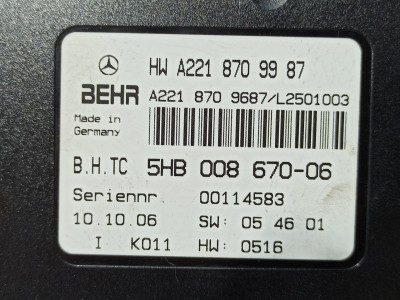 HW A221 870 99 87
BEHR A221 870 9687/L2501003
Made in
Germany
B.H.TC 5HB 008 670-06
Seriennr. 00114583
10.10.06 SW: 05 46 01
I K011 HW: 0516